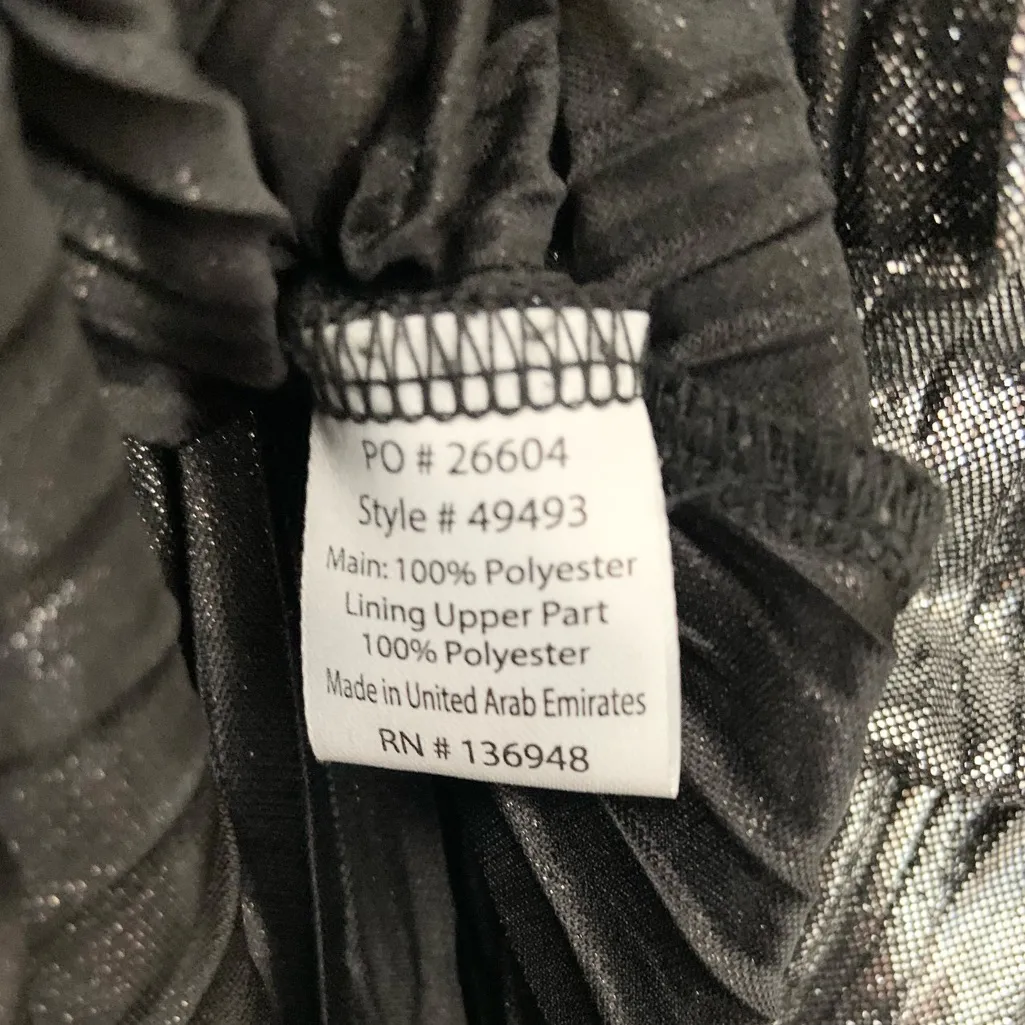 PO # 26604
Style # 49493
Main: 100% Polyester
Lining Upper Part
100% Polyester
Made in United Arab Emirates
RN # 136948